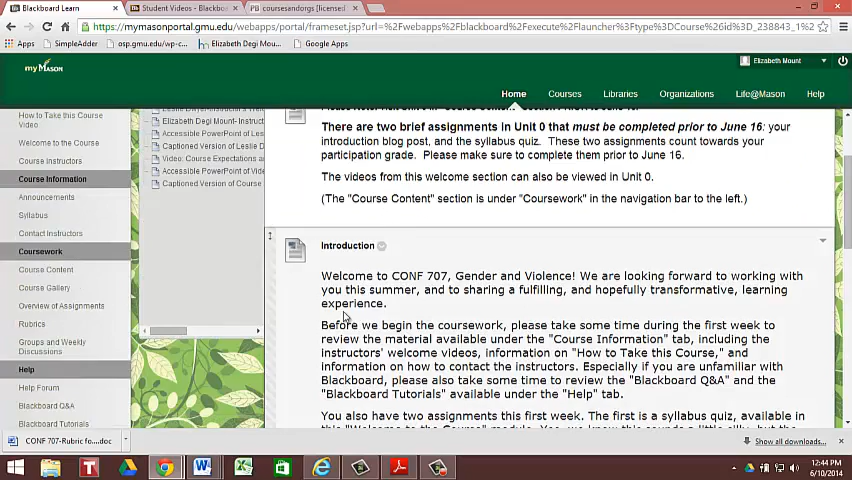 Blackboard Learn
Student Videos - Blackbo
coursesandorgs [license
https://mymasonportal.gmu.edu/webapps/portal/frameset.jsp?url=%2Fwebapps%2Fblackboard%2Fexecute%2Flauncher%3Ftype%3DCourse%26id%3D_238843_1%2
Apps
SimpleAdder
osp.gmu.edu/wp-c...
Elizabeth Degi Mount-
Google Apps
my MASON
Elizabeth Mount
Home
Courses
Libraries
Organizations
Life@Mason
Help
How to Take this Course
Video
Welcome to the Course
Course Instructors
Course Information
Announcements
Syllabus
Contact Instructors
Coursework
Course Content
Course Gallery
Overview of Assignments
Rubrics
Groups and Weekly
Discussions
Help
Help Forum
Blackboard Q&A
Blackboard Tutorials
Elizabeth Degi Mount- Instruct
Accessible PowerPoint of Les
Captioned Version of Leslie D
Video: Course Expectations a
Accessible PowerPoint of Vide
Captioned Version of Course
There are two brief assignments in Unit 0 that must be completed prior to June 16: your
introduction blog post, and the syllabus quiz. These two assignments count towards your
participation grade. Please make sure to complete them prior to June 16.
The videos from this welcome section can also be viewed in Unit 0.
(The "Course Content" section is under "Coursework" in the navigation bar to the left.)
Introduction
Welcome to CONF 707, Gender and Violence! We are looking forward to working with
you this summer, and to sharing a fulfilling, and hopefully transformative, learning
experience.
Before we begin the coursework, please take some time during the first week to
review the material available under the "Course Information" tab, including the
instructors' welcome videos, information on "How to Take this Course," and
information on how to contact the instructors. Especially if you are unfamiliar with
Blackboard, please also take some time to review the "Blackboard Q&A" and the
"Blackboard Tutorials" available under the "Help" tab.
You also have two assignments this first week. The first is a syllabus quiz, available in
CONF 707-Rubric fo....doc
Show all downloads...
12:44 PM
6/10/2014